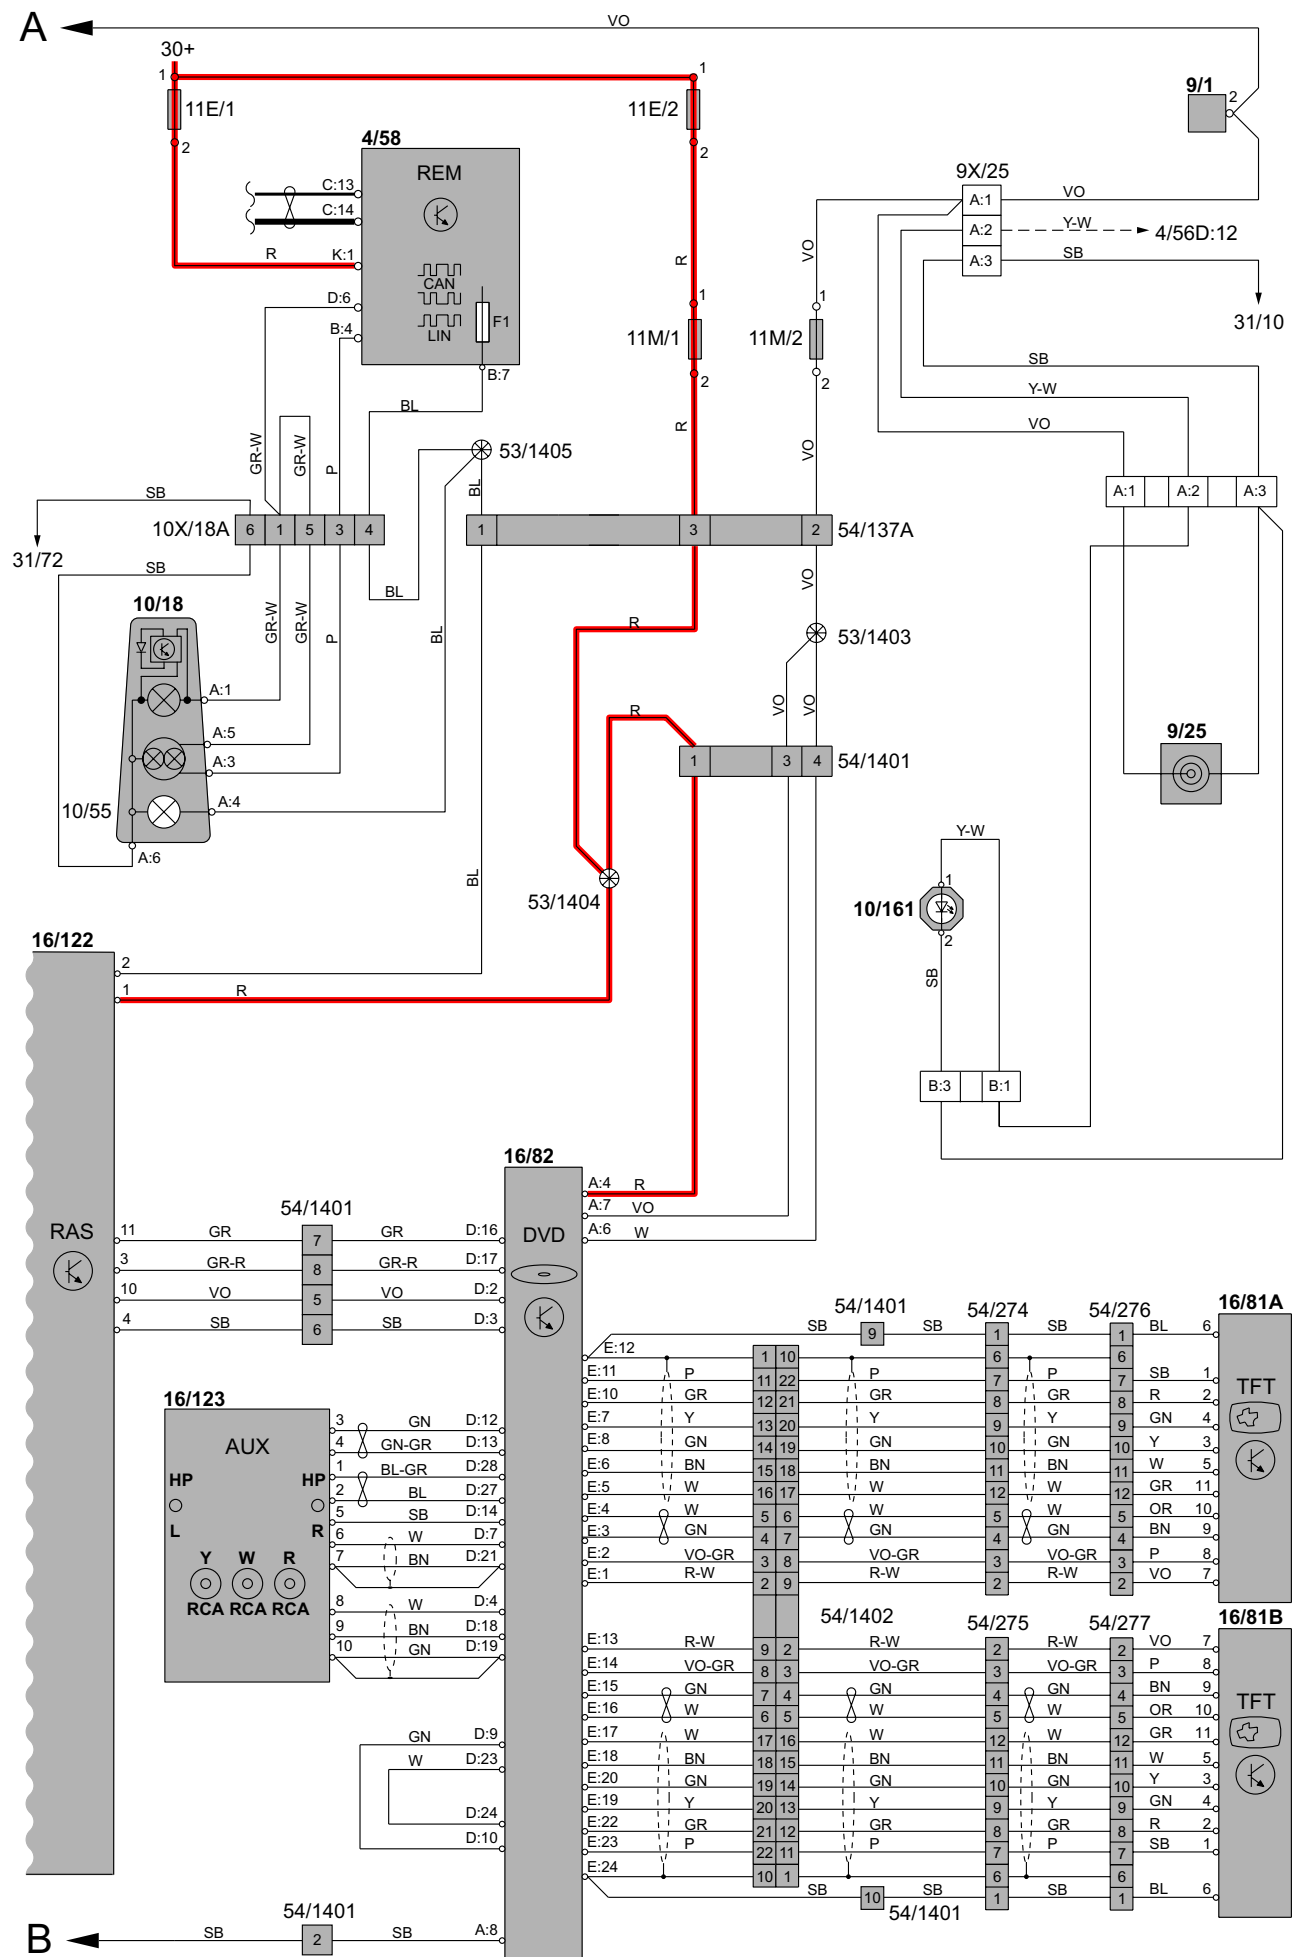 A
VO
30+
1
1
11E/1
11E/2
2
2
9/1
2
4/58
REM
C:13
C:14
R
K:1
D:6
B:4
CAN
LIN
F1
B:7
9X/25
A:1
VO
A:2
Y-W
4/56D:12
A:3
SB
31/10
R
VO
1
1
11M/1
11M/2
2
2
SB
Y-W
VO
BL
R
VO
GR-W
GR-W
P
53/1405
BL
A:1
A:2
A:3
SB
10X/18A
6
1
5
3
4
1
3
2
54/137A
31/72
SB
BL
VO
10/18
GR-W
GR-W
P
BL
R
53/1403
A:1
R
VO
VO
A:5
A:3
1
3
4
54/1401
9/25
10/55
A:4
A:6
BL
53/1404
Y-W
1
10/161
2
SB
16/122
2
1
R
B:3
B:1
16/82
A:4
R
A:7
VO
A:6
W
RAS
DVD
54/1401
11
GR
7
GR
D:16
3
GR-R
8
GR-R
D:17
10
VO
5
VO
D:2
4
SB
6
SB
D:3
16/123
AUX
HP
HP
L
R
Y
W
R
RCA
RCA
RCA
3
GN
D:12
4
GN-GR
D:13
1
BL-GR
D:28
2
BL
D:27
5
SB
D:14
6
W
D:7
7
BN
D:21
8
W
D:4
9
BN
D:18
10
GN
D:19
GN
D:9
W
D:23
D:24
D:10
54/1401
54/274
54/276
16/81A
SB
9
SB
1
SB
1
BL
6
E:12
1
10
6
6
E:11
P
11
22
P
7
P
7
SB
1
E:10
GR
12
21
GR
8
GR
8
R
2
E:7
Y
13
20
Y
9
Y
9
GN
4
E:8
GN
14
19
GN
10
GN
10
Y
3
E:6
BN
15
18
BN
11
BN
11
W
5
E:5
W
16
17
W
12
W
12
GR
11
E:4
W
5
6
W
5
W
5
OR
10
E:3
GN
4
7
GN
4
GN
4
BN
9
E:2
VO-GR
3
8
VO-GR
3
VO-GR
3
P
8
E:1
R-W
2
9
R-W
2
R-W
2
VO
7
TFT
54/1402
54/275
54/277
16/81B
E:13
R-W
9
2
R-W
2
R-W
2
VO
7
E:14
VO-GR
8
3
VO-GR
3
VO-GR
3
P
8
E:15
GN
7
4
GN
4
GN
4
BN
9
E:16
W
6
5
W
5
W
5
OR
10
E:17
W
17
16
W
12
W
12
GR
11
E:18
BN
18
15
BN
11
BN
11
W
5
E:20
GN
19
14
GN
10
GN
10
Y
3
E:19
Y
20
13
Y
9
Y
9
GN
4
E:22
GR
21
12
GR
8
GR
8
R
2
E:23
P
22
11
P
7
P
7
SB
1
E:24
10
1
6
6
SB
10
SB
1
SB
1
BL
6
54/1401
TFT
B
54/1401
SB
2
SB
A:8